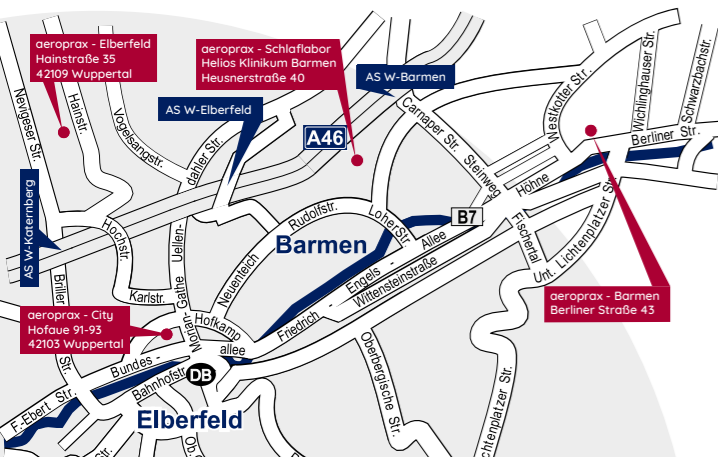 aeroprax - Elberfeld
Hainstraße 35
42109 Wuppertal
aeroprax - Schlaflabor
Helios Klinikum Barmen
Heusnerstraße 40
AS W-Barmen
AS W-Elberfeld
A46
AS W-Katernberg
Nevigeser Str.
Hainstr.
Vogelsangstr.
dahler Str.
Uellen-
Hochstr.
Karlstr.
Gathe
Morian-
Neuenteich
Rudolfstr.
Hofkamp
Loher Str.
Carnaper Str.
Steinweg
Nestkotter Str.
Wichlinghauser Str.
Schwarzbachstr.
Berliner Str.
Höhne
Fischertal
Unt. Lichtenplatzer Str.
B7
Barmen
Friedrich - Engels - Allee
Wittensteinstraße
aeroprax - Barmen
Berliner Straße 43
aeroprax - City
Hofaue 91-93
42103 Wuppertal
Briller Str.
Bundes - allee
Bahnhofstr.
F.-Ebert Str.
DB
Elberfeld
Oberbergische Str.
chtenplatzer Str.
Ob.
Str.